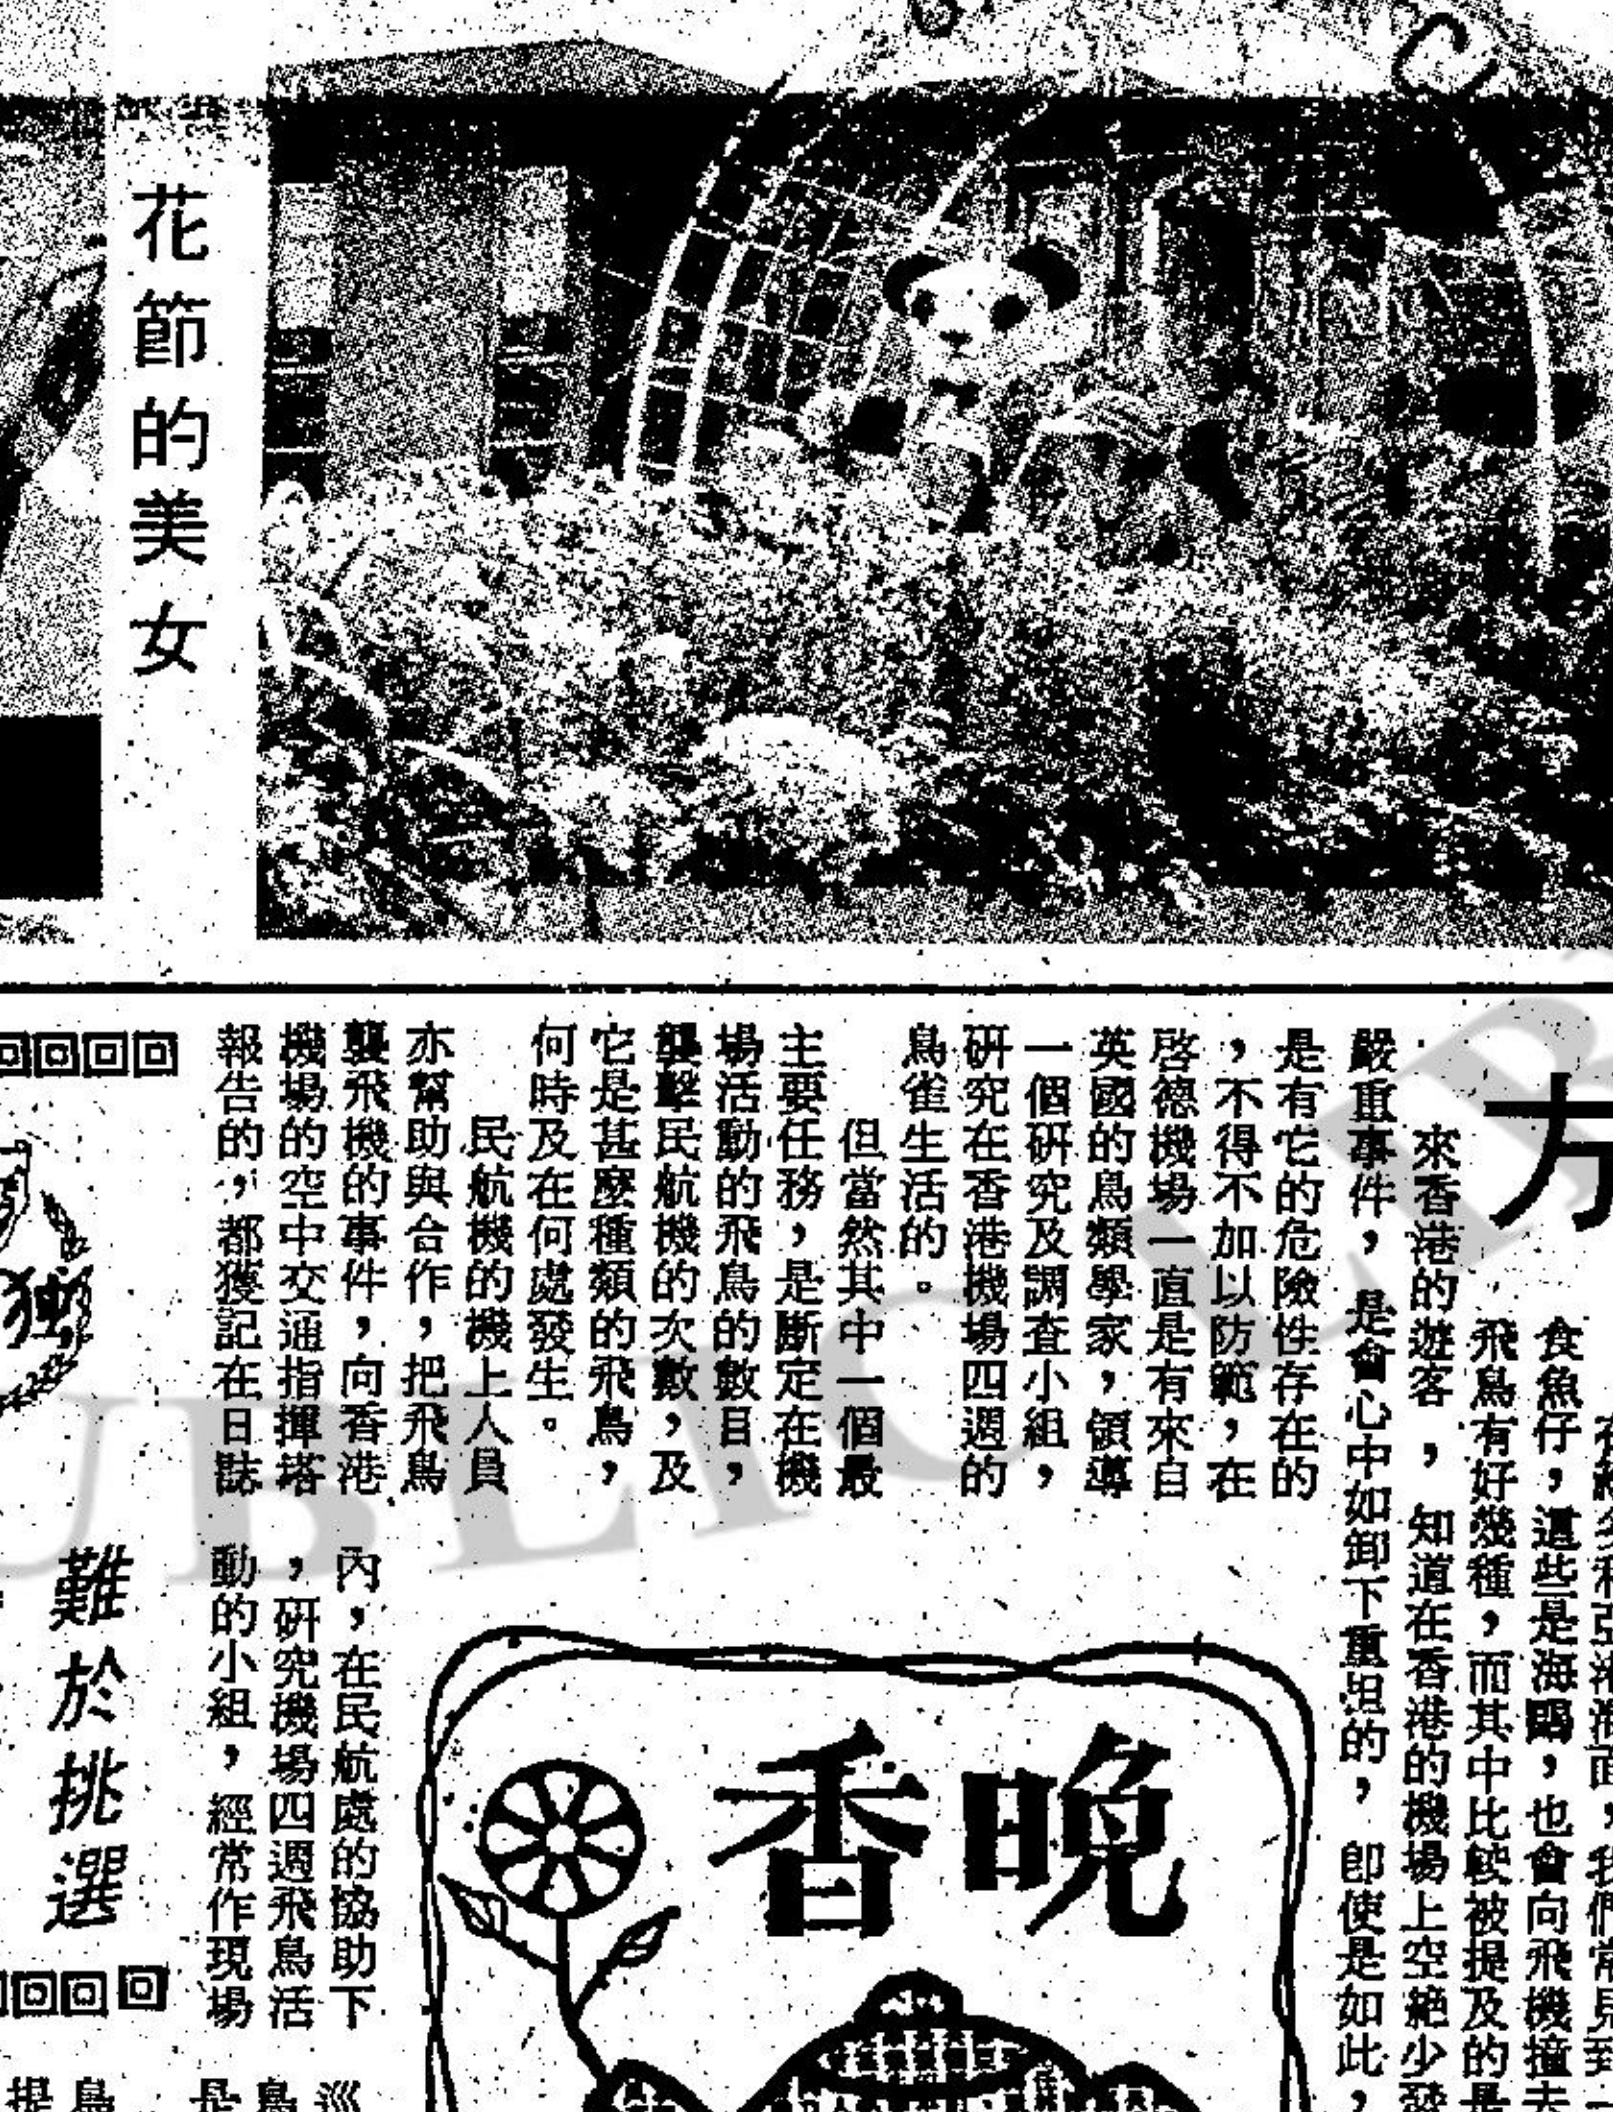 花節的美女
方
食魚仔，這些是海鷗，也會向飛機撞去
飛鳥有好幾種，而其中比較被提及的是
來香港的遊客，知道在香港的機場上空絕少發
嚴重事件，是會心中如卸下重担的，卽使是如此，
是有它的危險性存在的
，不得不加以防範，在
啓德機場一直是有來自
英國的鳥類學家，領導
一個研究及調查小組，
研究在香港機場四週的
鳥雀生活的。
但當然其中一個最
主要任務，是斷定在機
場活動的飛鳥的數目，
襲擊民航機的次數，及
它是甚麼種類的飛鳥，
何時及在何處發生。
民航機的機上人員
亦幫助與合作，把飛鳥
襲飛機的事件，向香港
機場的空中交通指揮塔
報告的，都獲記在日誌
內，在民航處的協助下
，研究機場四週飛鳥活
動的小組，經常作現場
晚香
難於挑選
巡
鳥
是
鳥
提
PUBLIC LIBR